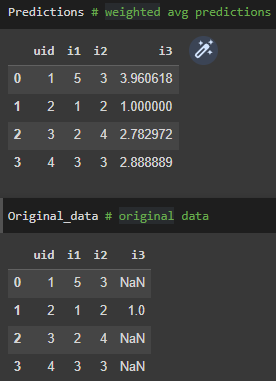 Predictions # weighted avg predictions
uid i1 i2 i3
0 1 5 3 3.960618
1 2 1 2 1.000000
2 3 2 4 2.782972
3 4 3 3 2.888889
Original_data # original data
uid i1 i2 i3
0 1 5 3 NaN
1 2 1 2 1.0
2 3 2 4 NaN
3 4 3 3 NaN